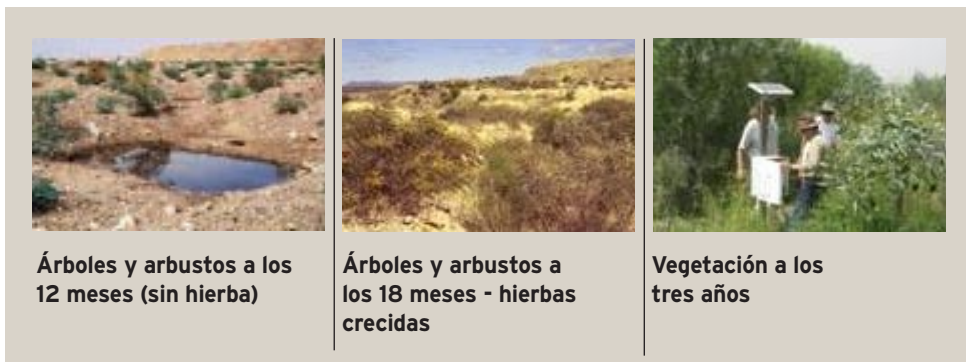 Árboles y arbustos a los
12 meses (sin hierba)
Árboles y arbustos a
los 18 meses - hierbas
crecidas
Vegetación a los
tres años